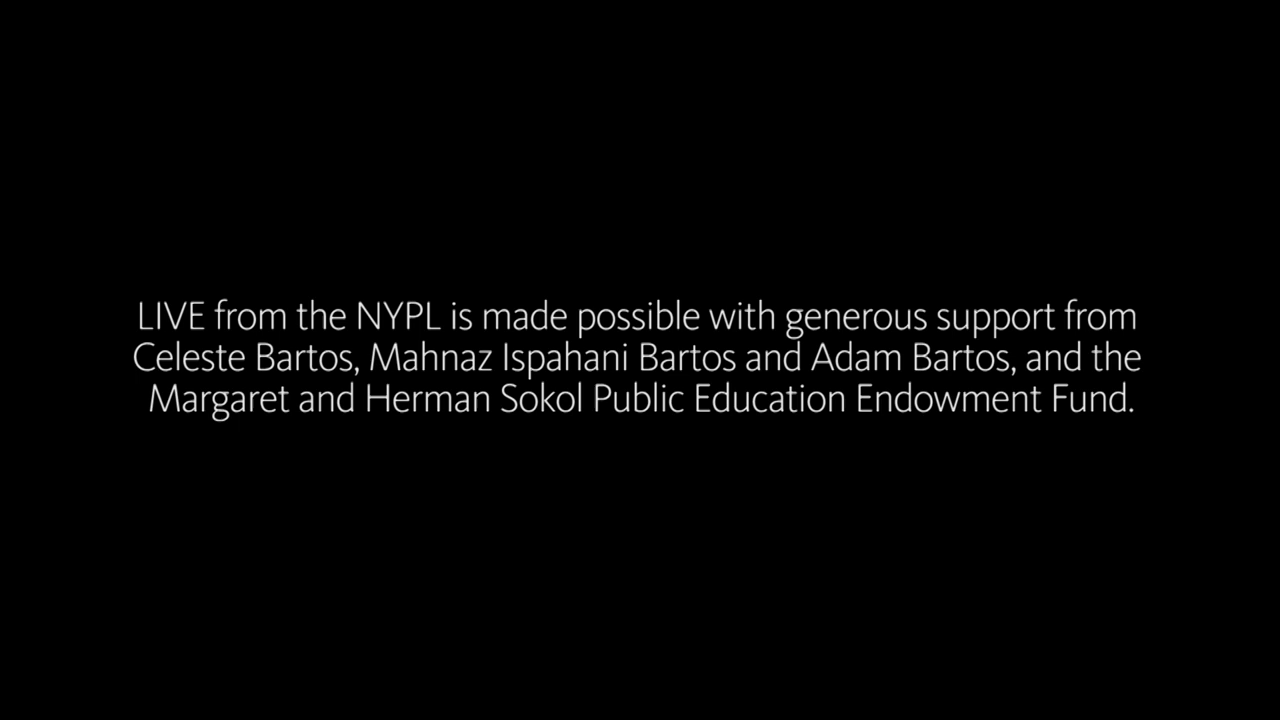 LIVE from the NYPL is made possible with generous support from
Celeste Bartos, Mahnaz Ispahani Bartos and Adam Bartos, and the
Margaret and Herman Sokol Public Education Endowment Fund.